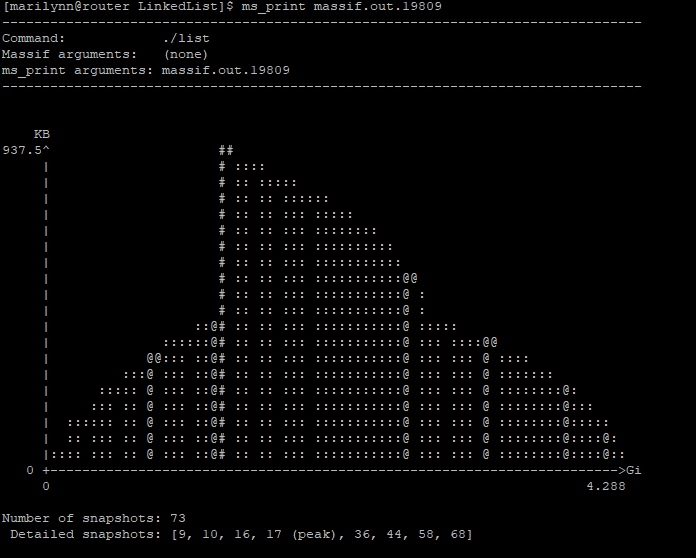 [marilynn@router LinkedList]$ ms_print massif.out.19809
--------------------------------------------------------------------------------
Command:            ./list
Massif arguments:   (none)
ms_print arguments: massif.out.19809
--------------------------------------------------------------------------------
    KB
937.5^                     ##
     |                     # ::::
     |                     # :: :::::
     |                     # :: :: ::::::
     |                     # :: :: ::: :::::
     |                     # :: :: ::: ::::::::
     |                     # :: :: ::: ::::::::::
     |                     # :: :: ::: :::::::::::
     |                     # :: :: ::: :::::::::::@@
     |                     # :: :: ::: :::::::::::@ :
     |                     # :: :: ::: :::::::::::@ :
     |                  ::@# :: :: ::: :::::::::::@ :::::
     |              ::::::@# :: :: ::: :::::::::::@ ::: ::::@@
     |            @@::: ::@# :: :: ::: :::::::::::@ ::: ::: @ ::::
     |         :::@ ::: ::@# :: :: ::: :::::::::::@ ::: ::: @ :::::::
     |      ::::: @ ::: ::@# :: :: ::: :::::::::::@ ::: ::: @ ::::::::@:
     |     ::: :: @ ::: ::@# :: :: ::: :::::::::::@ ::: ::: @ ::::::::@:::
     |  :::::: :: @ ::: ::@# :: :: ::: :::::::::::@ ::: ::: @ ::::::::@:::::
     |  :: ::: :: @ ::: ::@# :: :: ::: :::::::::::@ ::: ::: @ ::::::::@::::@:
     |:::: ::: :: @ ::: ::@# :: :: ::: :::::::::::@ ::: ::: @ ::::::::@::::@::
   0 +----------------------------------------------------------------------->Gi
     0                                                                   4.288
Number of snapshots: 73
 Detailed snapshots: [9, 10, 16, 17 (peak), 36, 44, 58, 68]